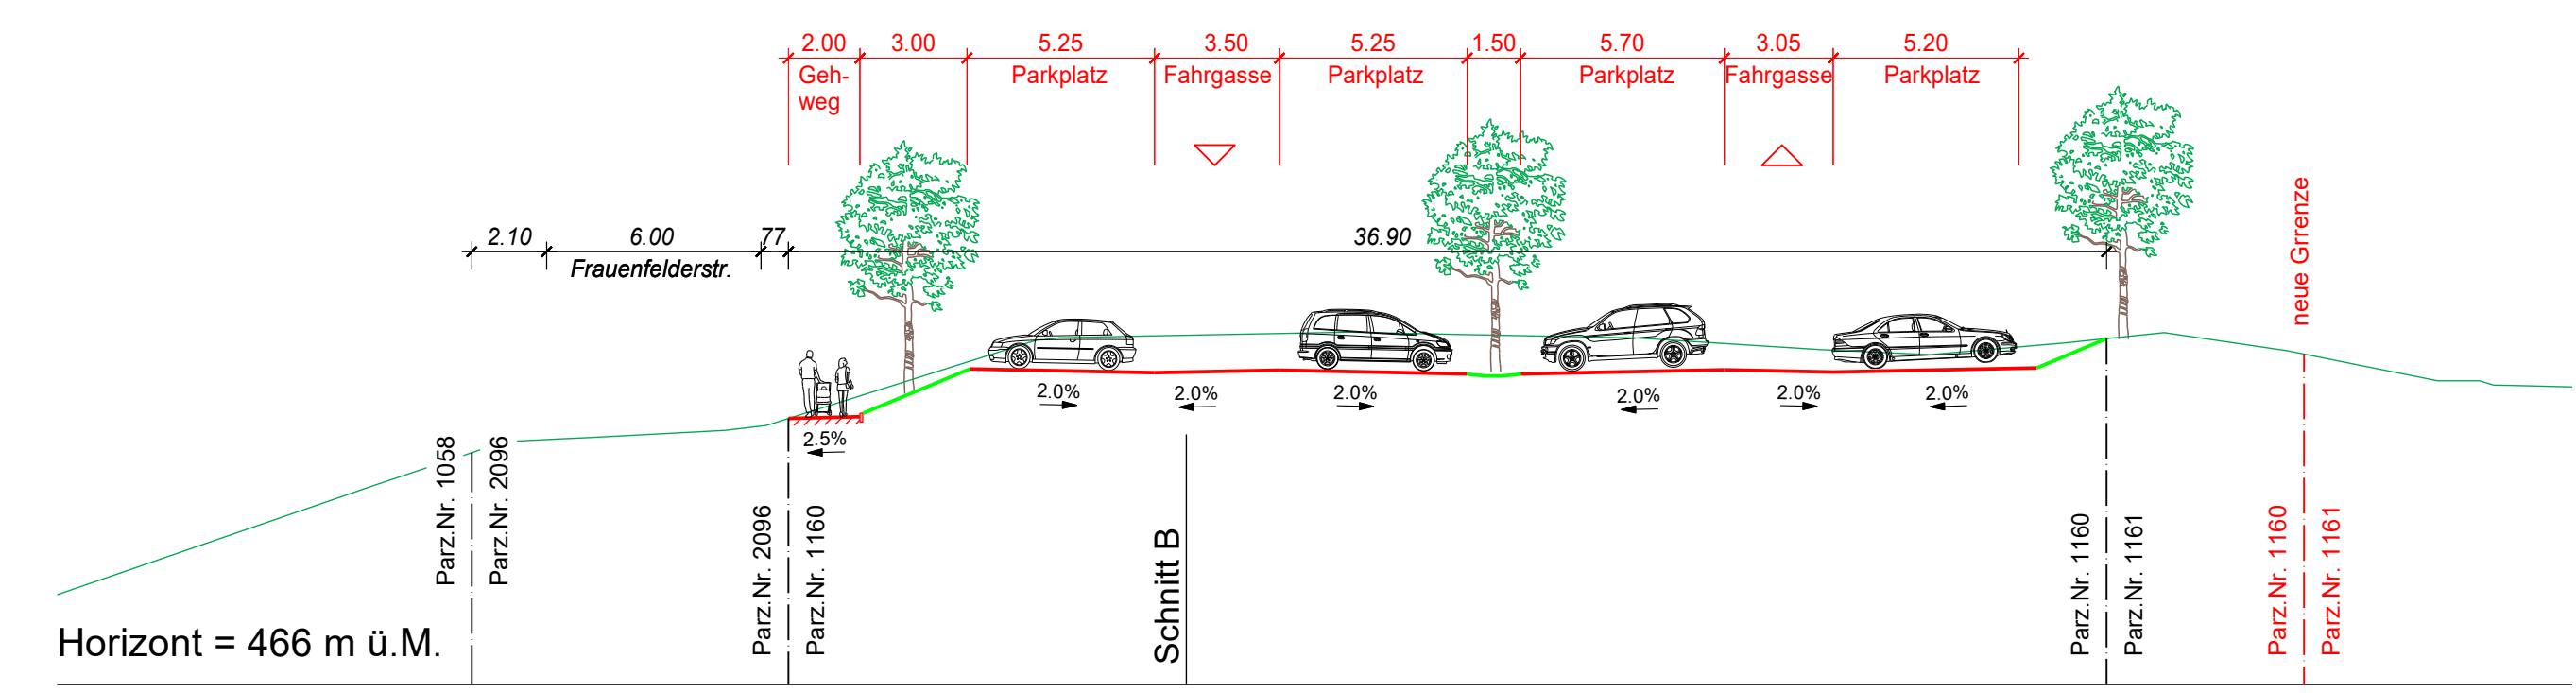 2.00 3.00 5.25 3.50 5.25 1.50 5.70 3.05 5.20
Geh- Parkplatz Fahrgasse Parkplatz Parkplatz Fahrgasse Parkplatz
weg
2.10 6.00 77 36.90
Frauenfelderstr.
neue Grrenze
2.0% 2.0% 2.0% 2.0% 2.0% 2.0%
2.5%
Parz.Nr. 1058
Parz.Nr. 2096
Parz.Nr. 2096
Parz.Nr. 1160
Schnitt B
Parz.Nr. 1160
Parz.Nr. 1161
Parz.Nr. 1160
Parz.Nr. 1161
Horizont = 466 m ü.M.